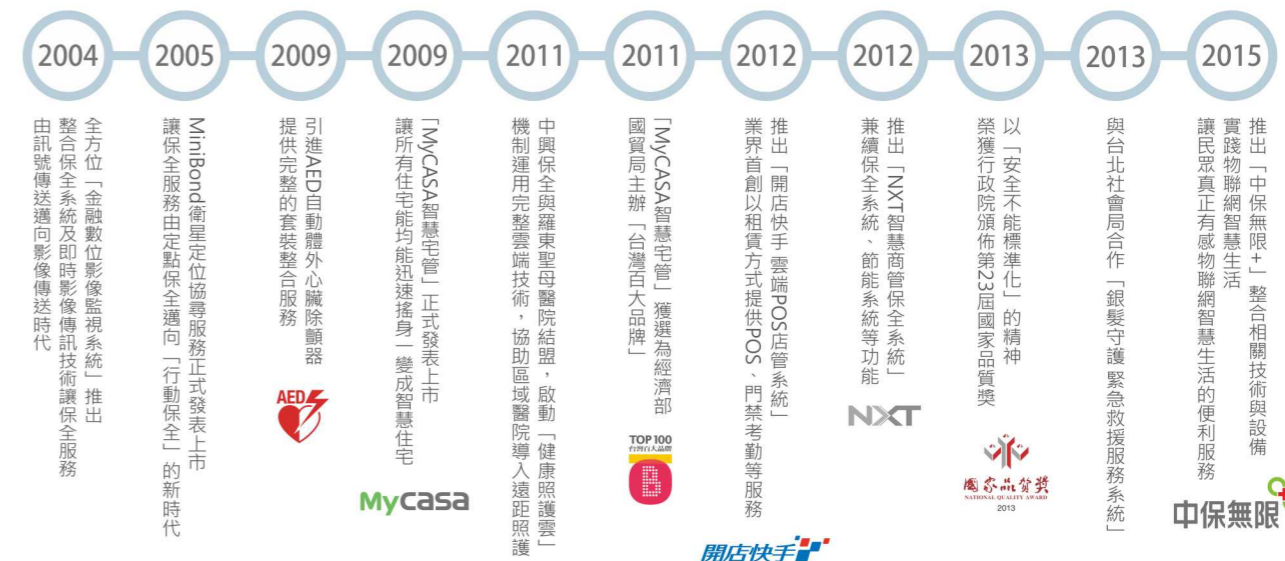 2004
全方位「金融數位影像監視系統」推出
整合保全系統及即時影像傳訊技術讓保全服務
由訊號傳送邁向影像傳送時代
2005
MiniBond衛星定位協尋服務正式發表上市
讓保全服務由定點保全邁向「行動保全」的新時代
2009
引進AED自動體外心臟除顫器
提供完整的套裝整合服務
AED
2009
「MyCASA智慧宅管」正式發表上市
讓所有住宅能均能迅速搖身一變成智慧住宅
Mycasa
2011
中興保全與羅東聖母醫院結盟，啟動「健康照護雲」
機制運用完整雲端技術，協助區域醫院導入遠距照護
2011
「MyCASA智慧宅管」獲選為經濟部
國貿局主辦「台灣百大品牌」
TOP 100
台灣百大品牌
B
2012
推出「開店快手 雲端POS店管系統」
業界首創以租賃方式提供POS、門禁考勤等服務
開店快手
2012
推出「NXT智慧商管保全系統」
兼續保全系統、節能系統等功能
NXT
2013
以「安全不能標準化」的精神
榮獲行政院頒佈第23屆國家品質獎
國家品質獎
NATIONAL QUALITY AWARD
2013
2013
與台北社會局合作「銀髮守護 緊急救援服務系統」
2015
推出「中保無限+」整合相關技術與設備
實踐物聯網智慧生活
讓民眾真正有感物聯網智慧生活的便利服務
中保無限+